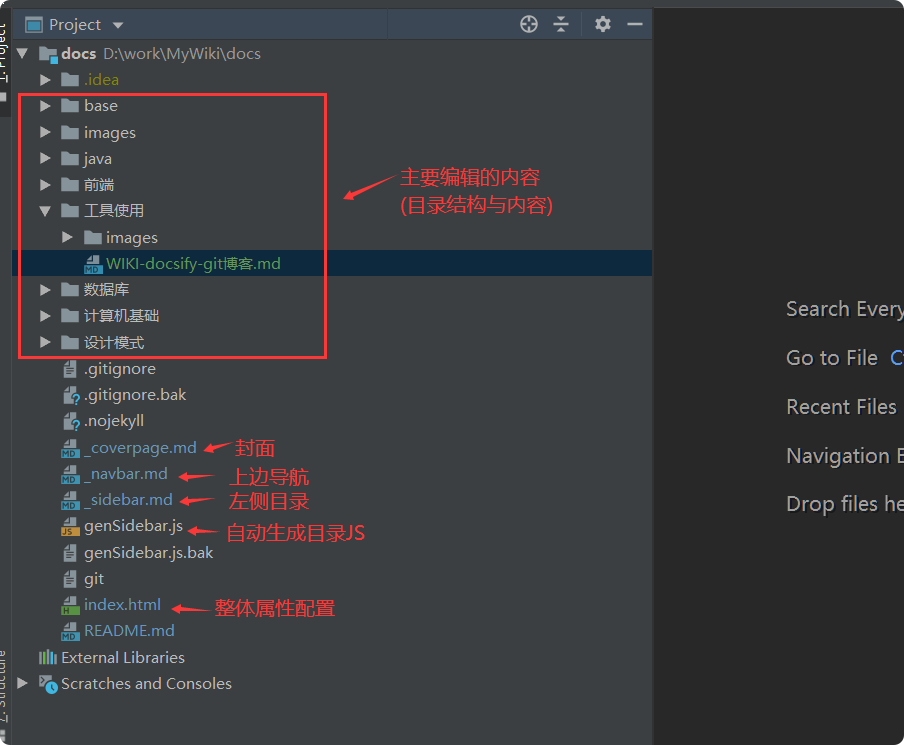 Project
1: Project
docs D:\work\MyWiki\docs
.idea
base
images
java
前端
工具使用
images
WIKI-docsify-git博客.md
数据库
计算机基础
设计模式
.gitignore
.gitignore.bak
.nojekyll
_coverpage.md
_navbar.md
_sidebar.md
genSidebar.js
genSidebar.js.bak
git
index.html
README.md
External Libraries
Scratches and Consoles
主要编辑的内容
(目录结构与内容)
封面
上边导航
左侧目录
自动生成目录JS
整体属性配置
Search Every
Go to File C
Recent Files
Navigation B
Drop files he
7: Structure